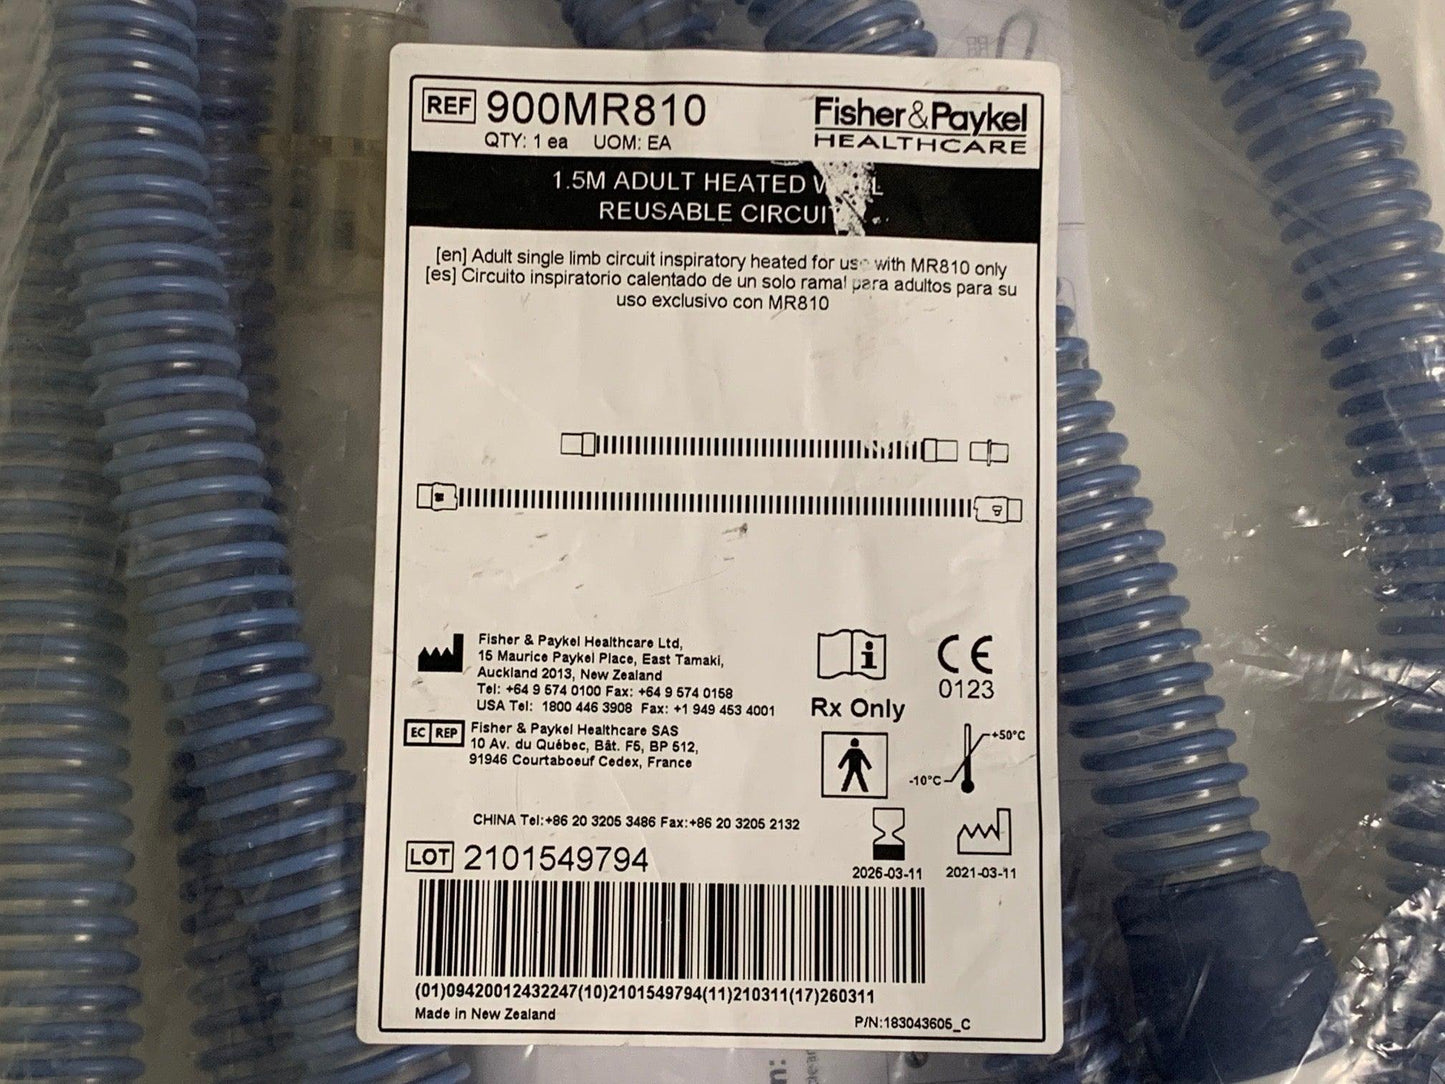 REF 900MR810
QTY: 1 ea UOM: EA
Fisher&Paykel
HEALTHCARE
1.5M ADULT HEATED
REUSABLE CIRCUIT
[en] Adult single limb circuit inspiratory heated for use with MR810 only
[es] Circuito inspiratorio calentado de un solo ramal para adultos para su
uso exclusivo con MR810
Fisher & Paykel Healthcare Ltd,
15 Maurice Paykel Place, East Tamaki,
Auckland 2013, New Zealand
Tel: +64 9 574 0100 Fax: +64 9 574 0158
USA Tel: 1800 446 3908 Fax: +1 949 453 4001
EC REP
Fisher & Paykel Healthcare SAS
10 Av. du Québec, Bât. F5, BP 512,
91946 Courtaboeuf Cedex, France
CE
0123
Rx Only
+50°C
-10°C
CHINA Tel:+86 20 3205 3486 Fax:+86 20 3205 2132
LOT 2101549794
2026-03-11 2021-03-11
(01)09420012432247(10)2101549794(11)210311(17)260311
Made in New Zealand
P/N:183043605_C